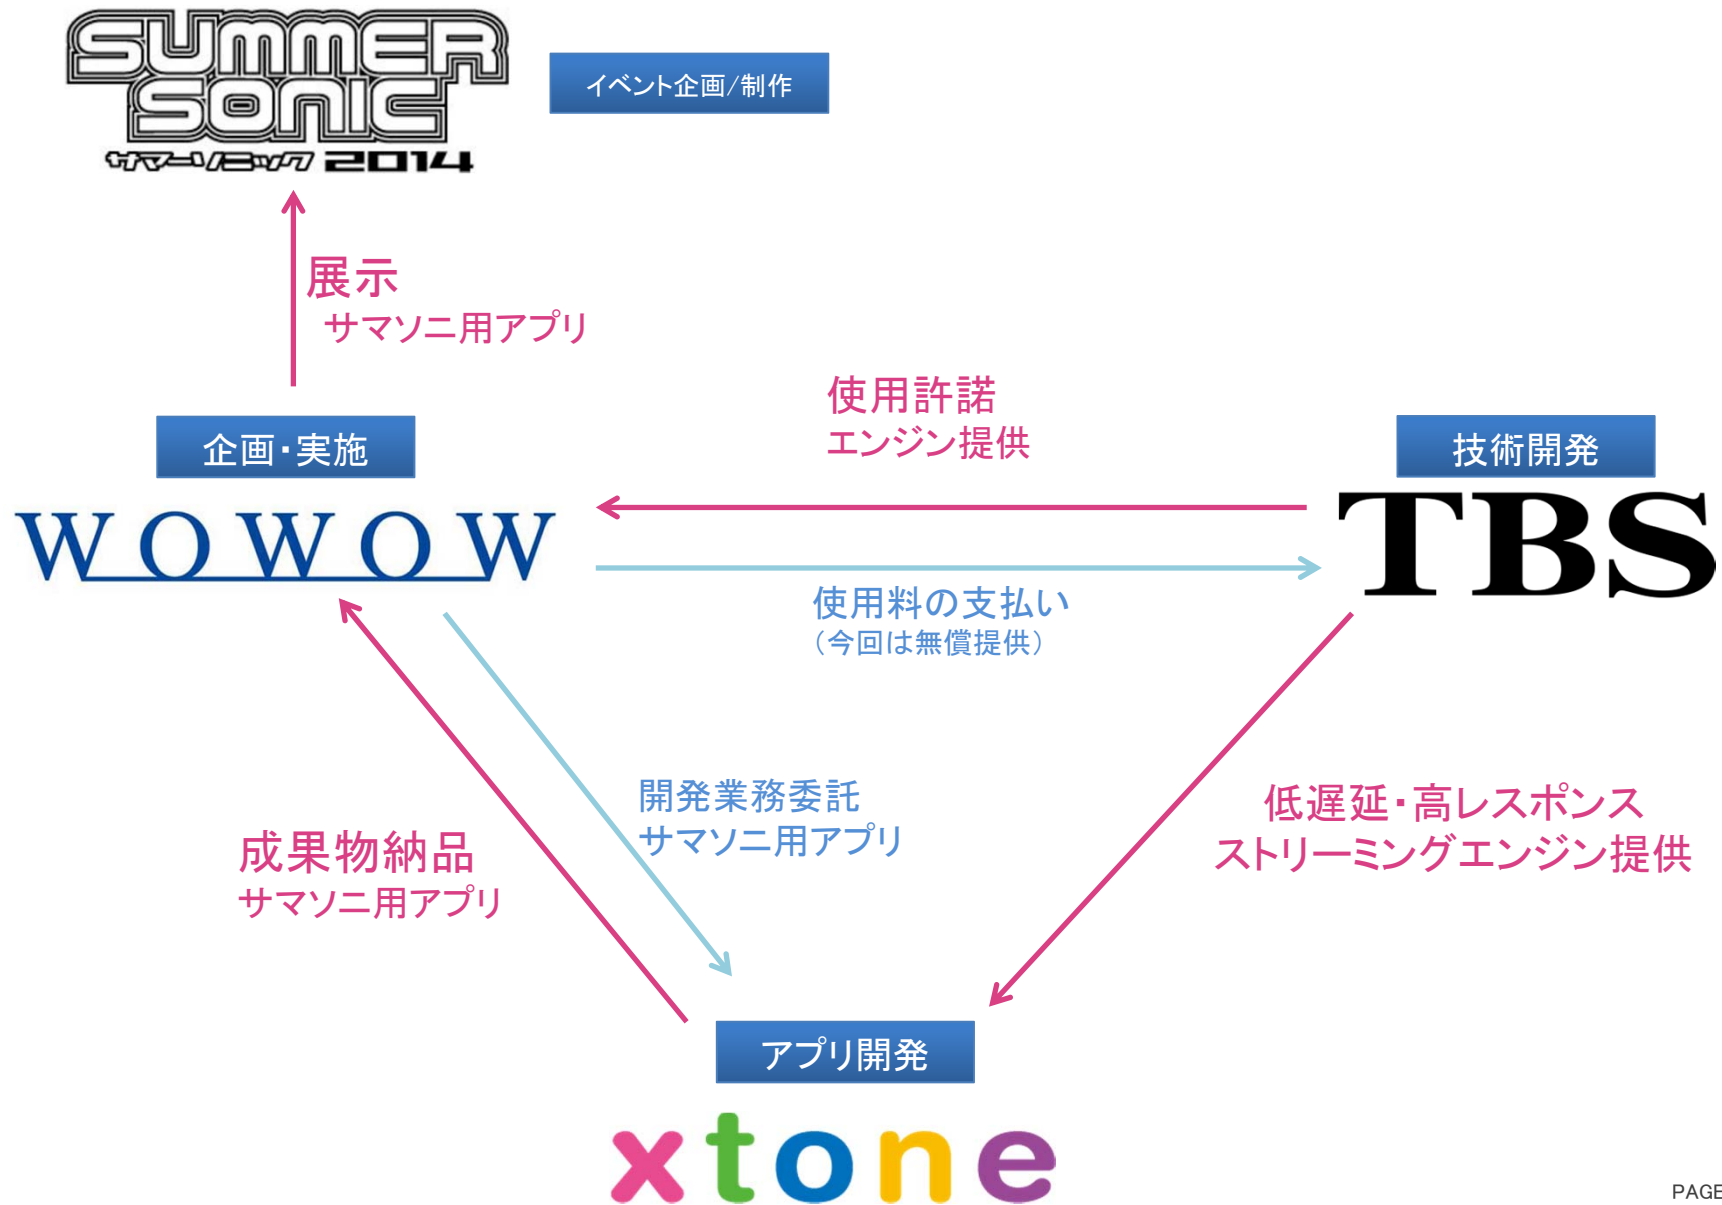 SUMMER
SONIC
サマーソニック 2014
イベント企画/制作
展示
サマソニ用アプリ
企画・実施
WOWOW
使用許諾
エンジン提供
技術開発
TBS
使用料の支払い
（今回は無償提供）
開発業務委託
サマソニ用アプリ
成果物納品
サマソニ用アプリ
低遅延・高レスポンス
ストリーミングエンジン提供
アプリ開発
xtone
PAGE